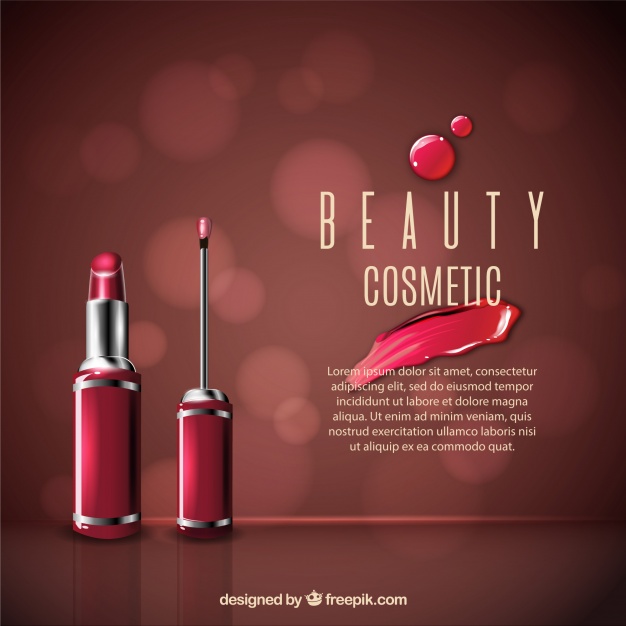 BEAUTY
COSMETIC
Lorem ipsum dolor sit amet, consectetur
adipiscing elit, sed do eiusmod tempor
incididunt ut labore et dolore magna
aliqua. Ut enim ad minim veniam, quis
nostrud exercitation ullamco laboris nisi
ut aliquip commodo consequat quat.
designed by freepik.com